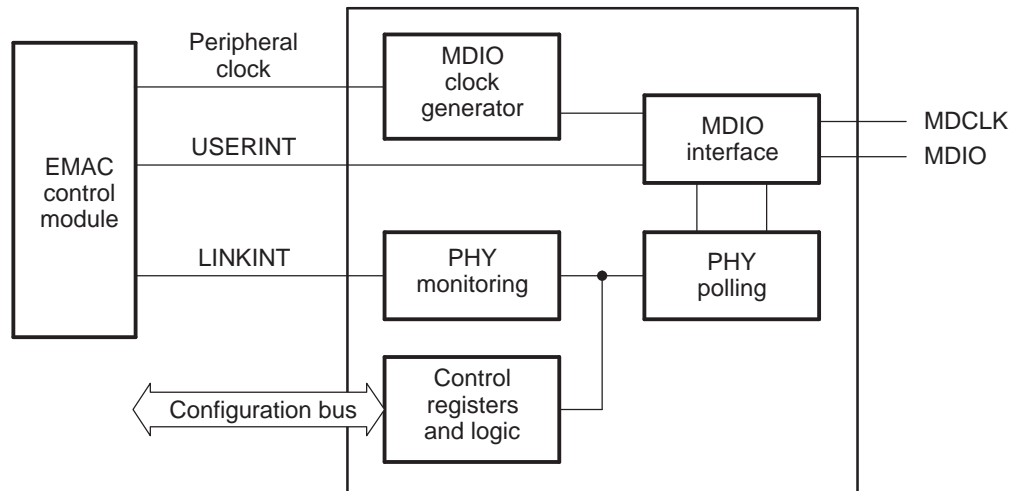 Peripheral
clock
MDIO
clock
generator
MDIO
interface
MDCLK
MDIO
USERINT
EMAC
control
module
LINKINT
PHY
monitoring
PHY
polling
Configuration bus
Control
registers
and logic